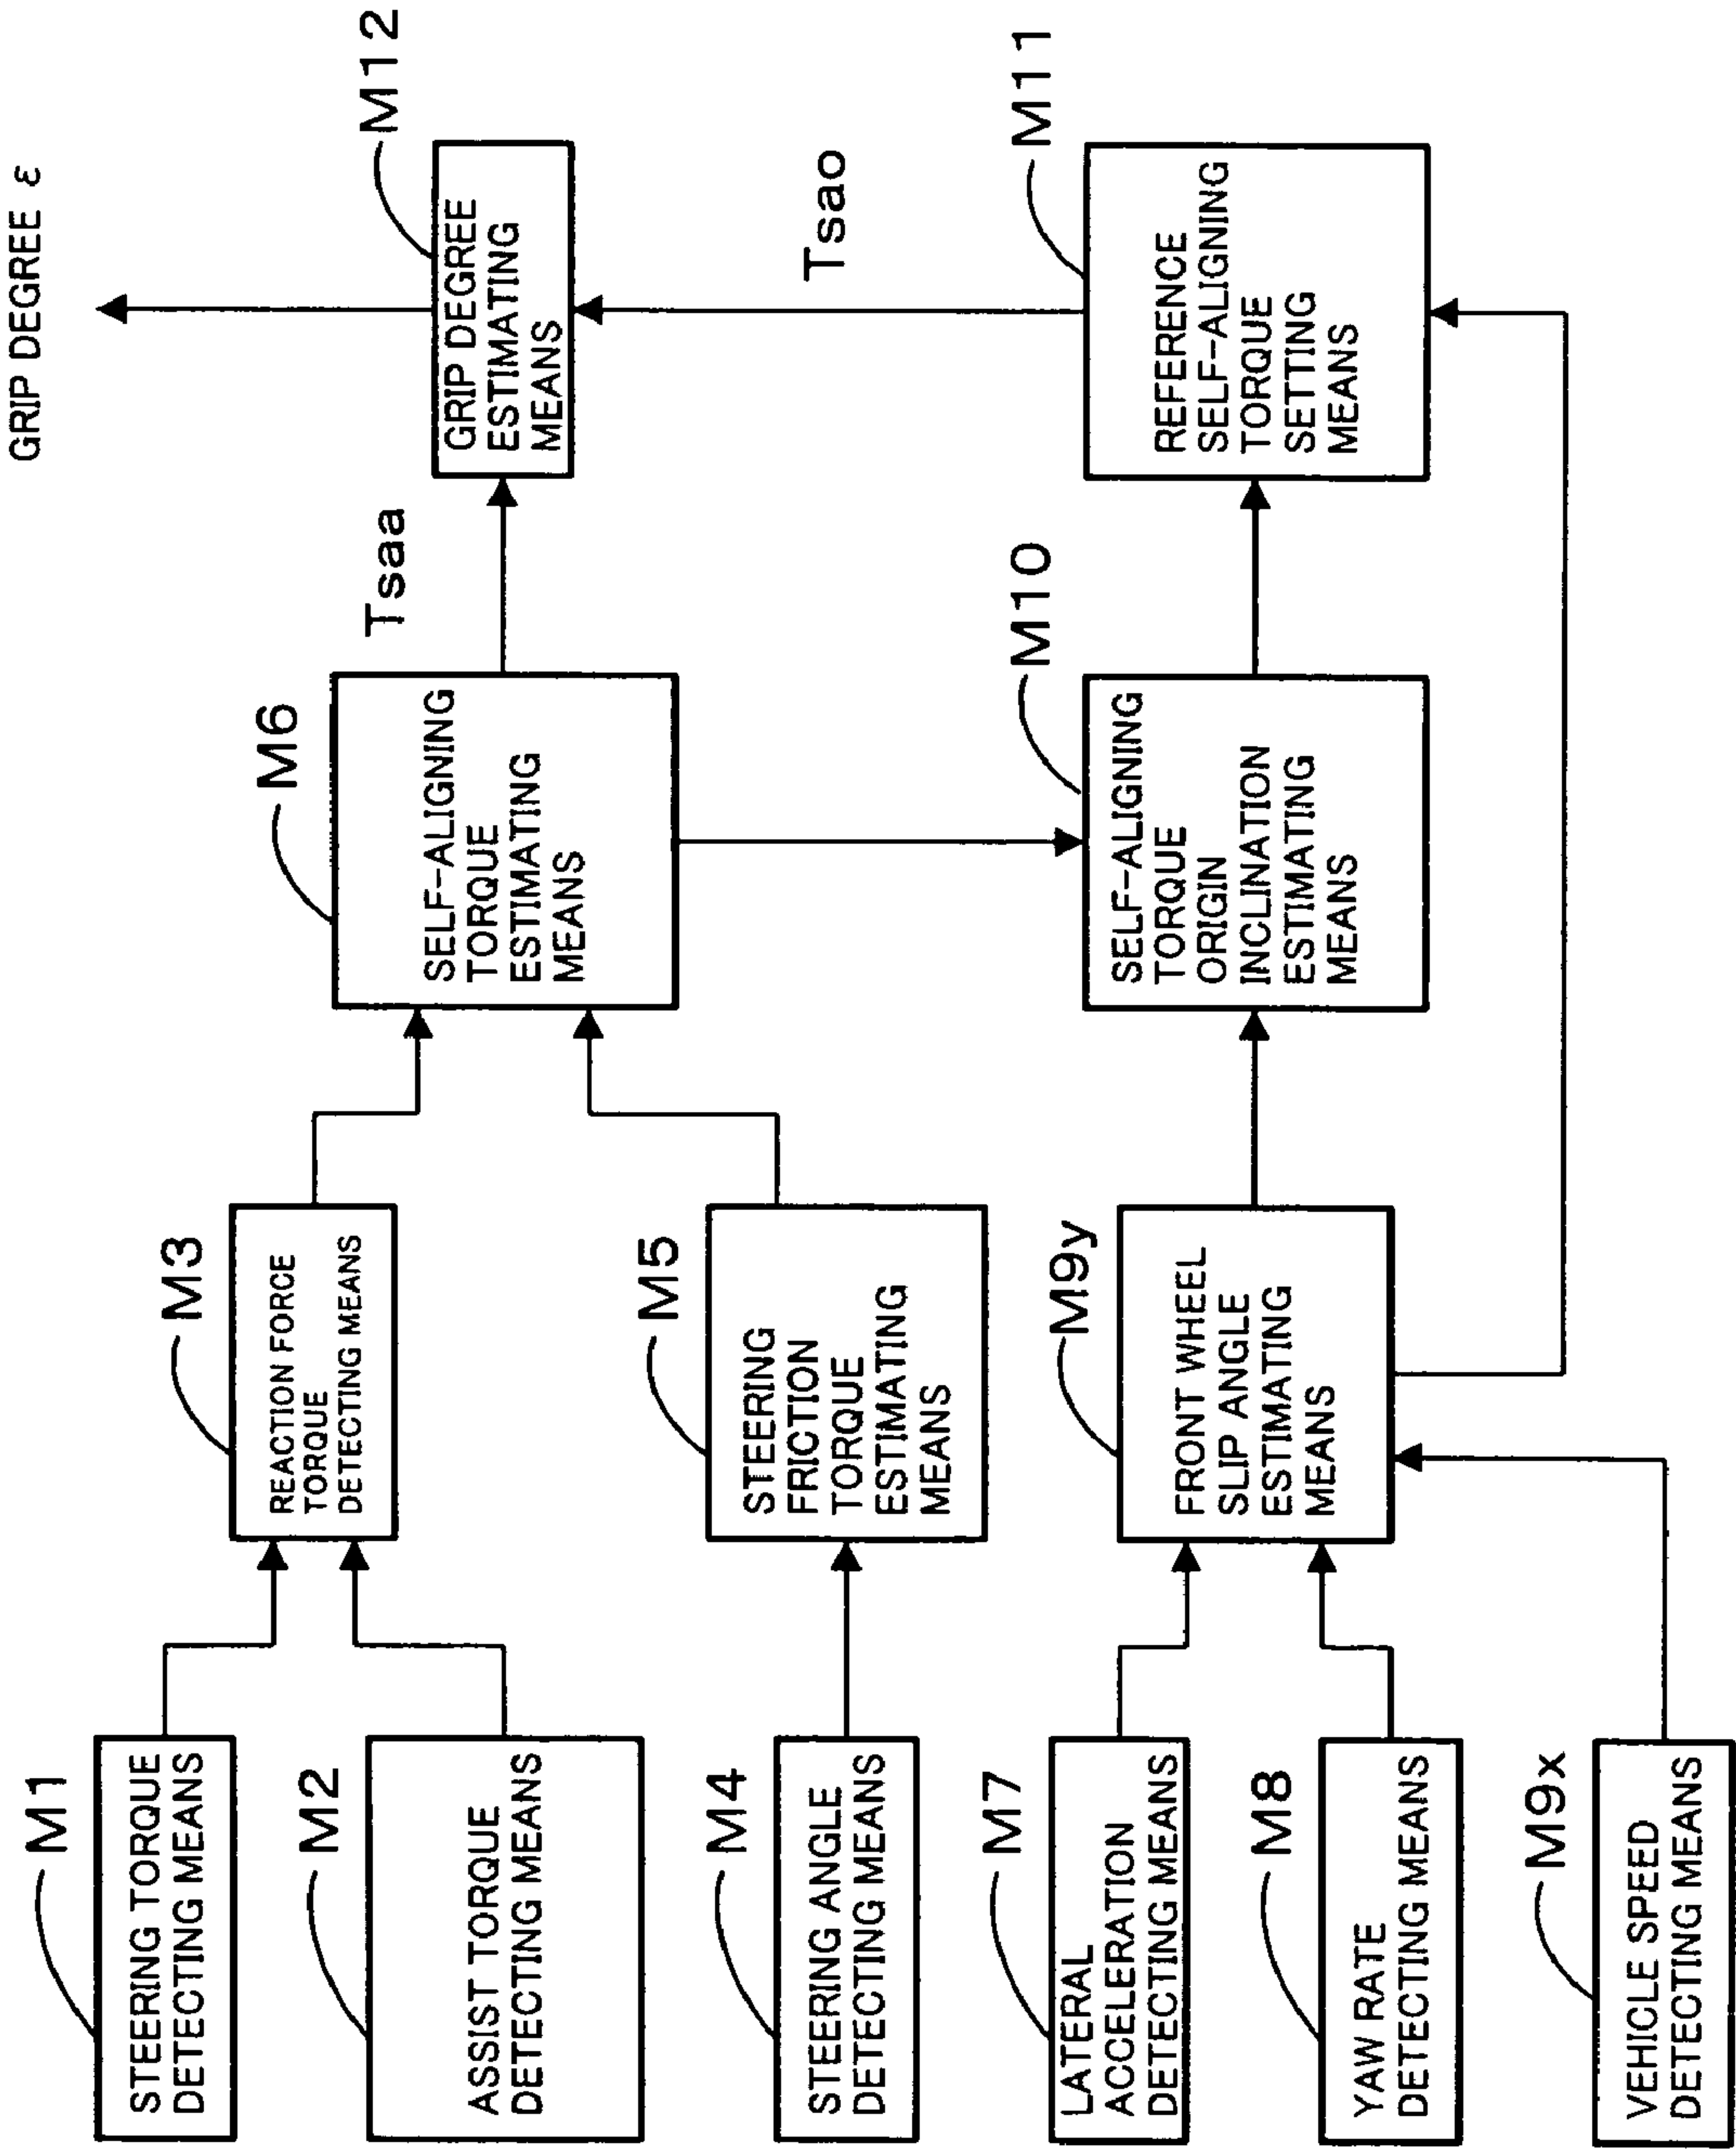 M1
STEERING TORQUE
DETECTING MEANS
M2
ASSIST TORQUE
DETECTING MEANS
M3
REACTION FORCE
TORQUE
DETECTING MEANS
M4
STEERING ANGLE
DETECTING MEANS
M5
STEERING
FRICTION
TORQUE
ESTIMATING
MEANS
M6
SELF-ALIGNING
TORQUE
ESTIMATING
MEANS
Tsaa
M7
LATERAL
ACCELERATION
DETECTING MEANS
M8
YAW RATE
DETECTING MEANS
M9x
VEHICLE SPEED
DETECTING MEANS
M9y
FRONT WHEEL
SLIP ANGLE
ESTIMATING
MEANS
M10
SELF-ALIGNING
TORQUE
ORIGIN
INCLINATION
ESTIMATING
MEANS
M11
REFERENCE
SELF-ALIGNING
TORQUE
SETTING
MEANS
Tsao
M12
GRIP DEGREE
ESTIMATING
MEANS
GRIP DEGREE ε